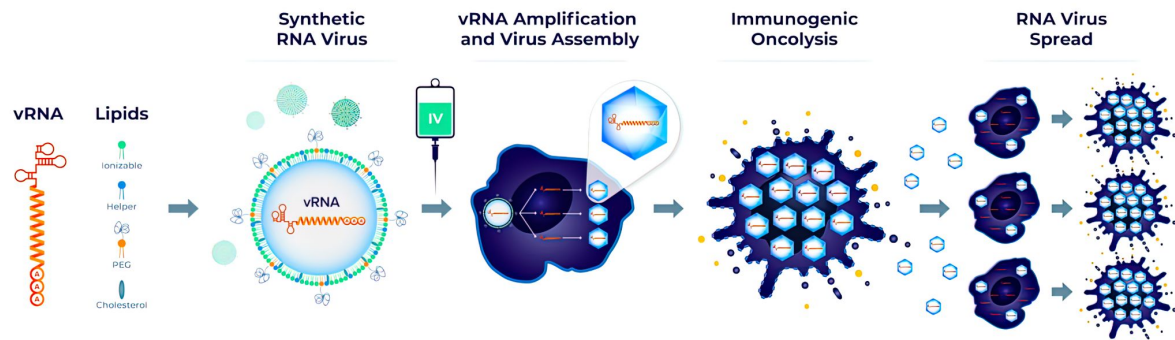 Synthetic
RNA Virus
vRNA Amplification
and Virus Assembly
Immunogenic
Oncolysis
RNA Virus
Spread
vRNA
Lipids
Ionizable
Helper
PEG
Cholesterol
A
A
A
vRNA
IV